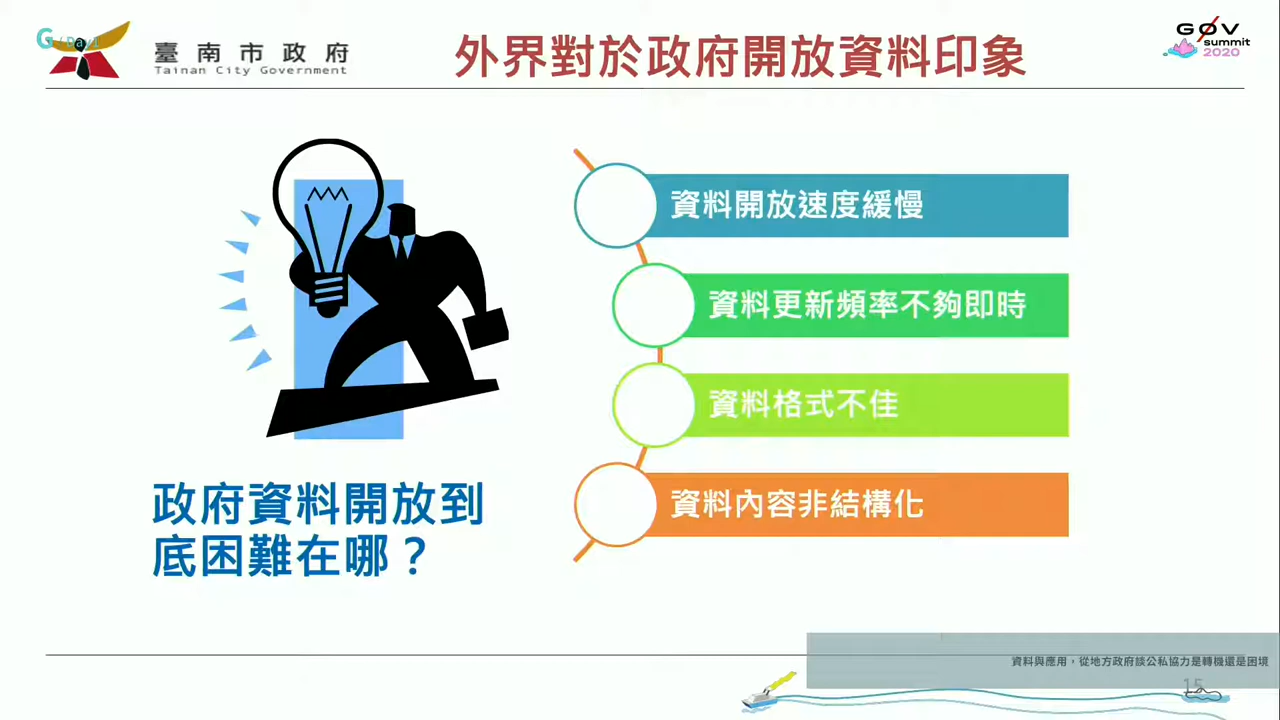 臺南市政府
Tainan City Government
外界對於政府開放資料印象
GØV
summit
2020
資料開放速度緩慢
資料更新頻率不夠即時
資料格式不佳
資料內容非結構化
政府資料開放到
底困難在哪？
資料與應用，從地方政府談公私協力是轉機還是困境
15